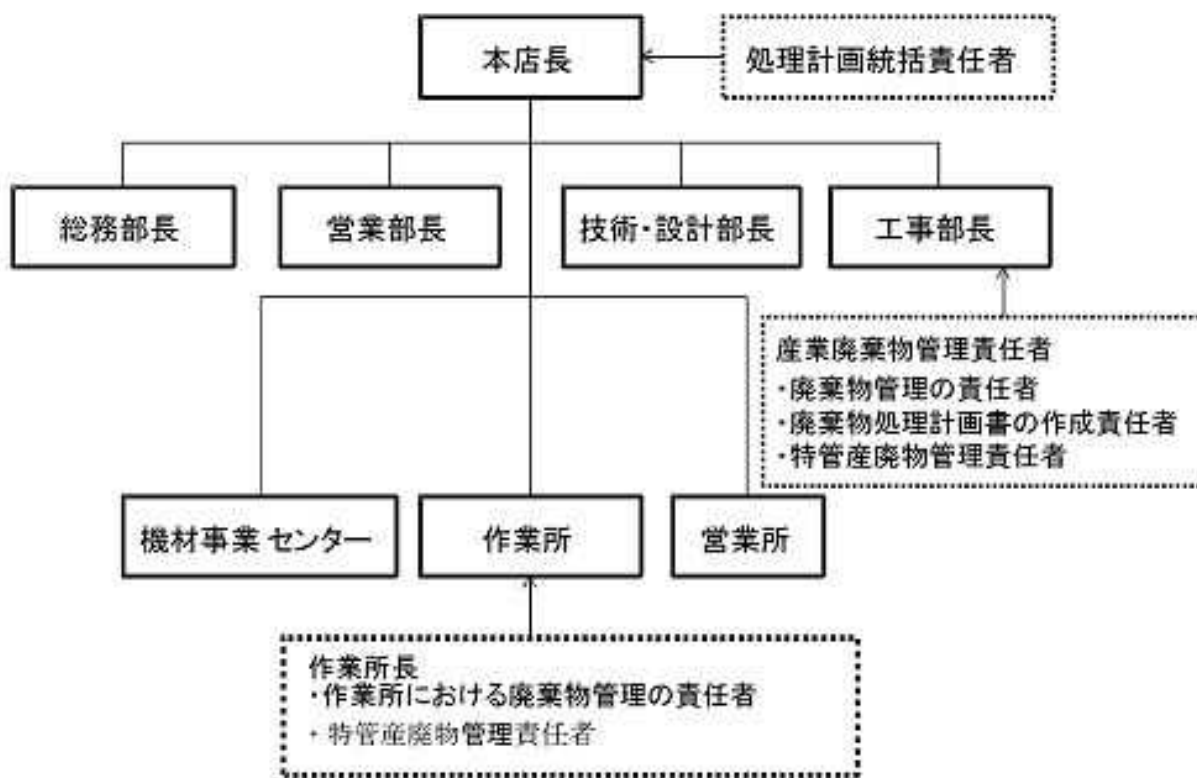 本店長
処理計画統括責任者
総務部長
営業部長
技術・設計部長
工事部長
産業廃棄物管理責任者
・廃棄物管理の責任者
・廃棄物処理計画書の作成責任者
・特管産廃物管理責任者
機材事業 センター
作業所
営業所
作業所長
・作業所における廃棄物管理の責任者
・特管産廃物管理責任者